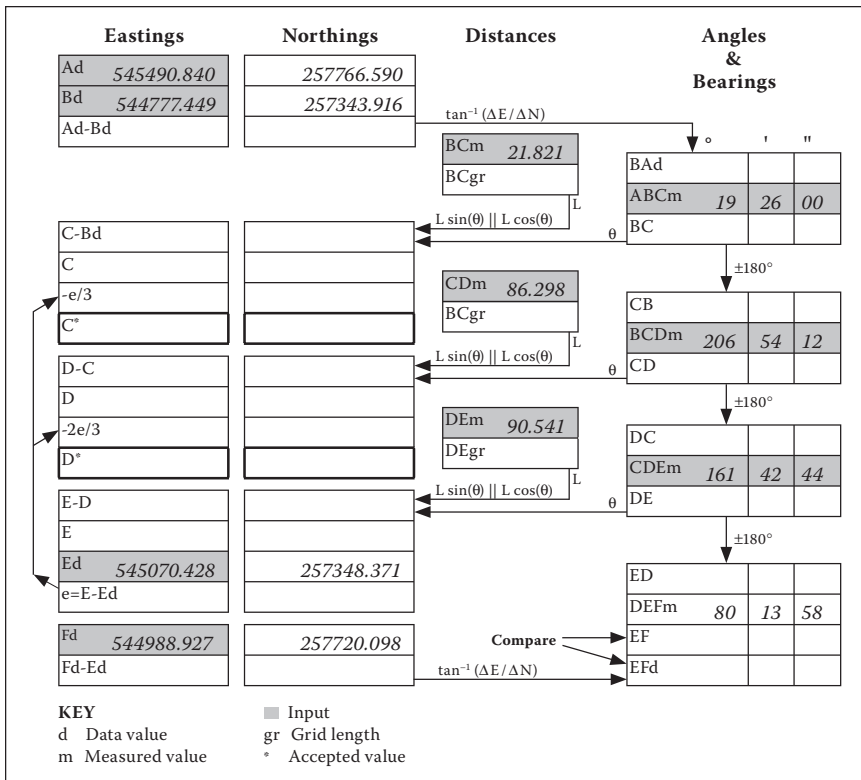 Eastings Northings Distances Angles & Bearings
Ad 545490.840 257766.590
Bd 544777.449 257343.916
Ad-Bd
tan⁻¹ (ΔE/ΔN)
° ' "
BCm 21.821
BCgr
L
BAd
ABCm 19 26 00
BC
L sin(θ) || L cos(θ)
θ
±180°
C-Bd
C
-e/3
C*
CDm 86.298
BCgr
L
CB
BCDm 206 54 12
CD
L sin(θ) || L cos(θ)
θ
±180°
D-C
D
-2e/3
D*
DEm 90.541
DEgr
L
DC
CDEm 161 42 44
DE
L sin(θ) || L cos(θ)
θ
±180°
E-D
E
Ed 545070.428 257348.371
e=E-Ed
ED
DEFm 80 13 58
EF
EFd
Compare
Fd 544988.927 257720.098
Fd-Ed
tan⁻¹ (ΔE/ΔN)
KEY
d Data value
m Measured value
Input
gr Grid length
* Accepted value